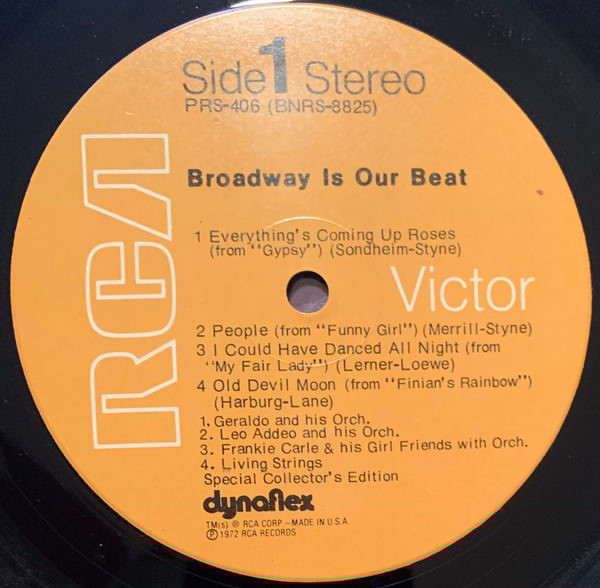 Side 1 Stereo
PRS-406 (BNRS-8825)
Broadway Is Our Beat
RCA
1 Everything's Coming Up Roses
(from "Gypsy") (Sondheim-Styne)
Victor
2 People (from "Funny Girl") (Merrill-Styne)
3 I Could Have Danced All Night (from
"My Fair Lady") (Lerner-Loewe)
4 Old Devil Moon (from "Finian's Rainbow")
(Harburg-Lane)
1. Geraldo and his Orch.
2. Leo Addeo and his Orch.
3. Frankie Carle & his Girl Friends with Orch.
4. Living Strings
Special Collector's Edition
dynaflex
TM(s) ® RCA CORP.—MADE IN U.S.A.
℗ 1972 RCA RECORDS